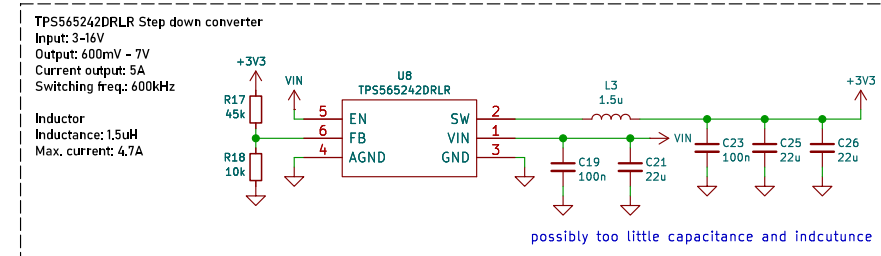 TPS565242DRLR Step down converter
Input: 3-16V
Output: 600mV - 7V
Current output: 5A
Switching freq.: 600kHz
Inductor
Inductance: 1,5uH
Max. current: 4.7A
+3V3
R17
45k
R18
10k
VIN
U8
TPS565242DRLR
5
EN
6
FB
4
AGND
SW
2
VIN
1
GND
3
L3
1.5u
VIN
C19
100n
C21
22u
+3V3
C23
100n
C25
22u
C26
22u
possibly too little capacitance and indcutunce